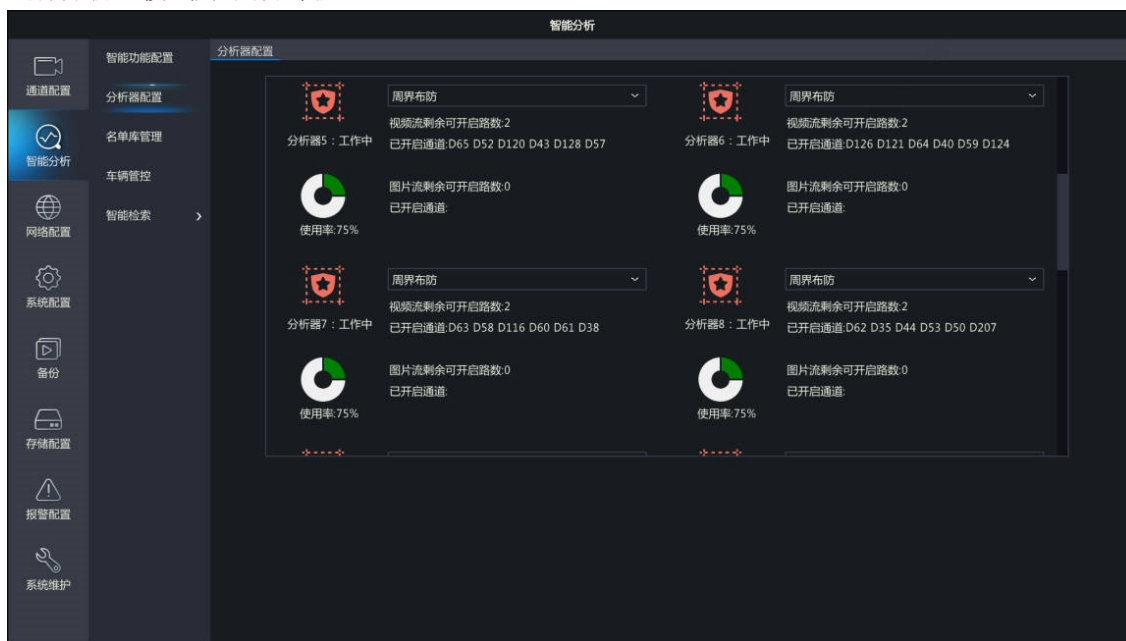 智能分析
通道配置
智能分析
网络配置
系统配置
备份
存储配置
报警配置
系统维护
智能功能配置
分析器配置
名单库管理
车辆管控
智能检索
分析器配置
周界布防
视频流剩余可开启路数:2
分析器5：工作中
已开启通道:D65 D52 D120 D43 D128 D57
图片流剩余可开启路数:0
已开启通道:
使用率:75%
周界布防
视频流剩余可开启路数:2
分析器6：工作中
已开启通道:D126 D121 D64 D40 D59 D124
图片流剩余可开启路数:0
已开启通道:
使用率:75%
周界布防
视频流剩余可开启路数:2
分析器7：工作中
已开启通道:D63 D58 D116 D60 D61 D38
图片流剩余可开启路数:0
已开启通道:
使用率:75%
周界布防
视频流剩余可开启路数:2
分析器8：工作中
已开启通道:D62 D35 D44 D53 D50 D207
图片流剩余可开启路数:0
已开启通道:
使用率:75%